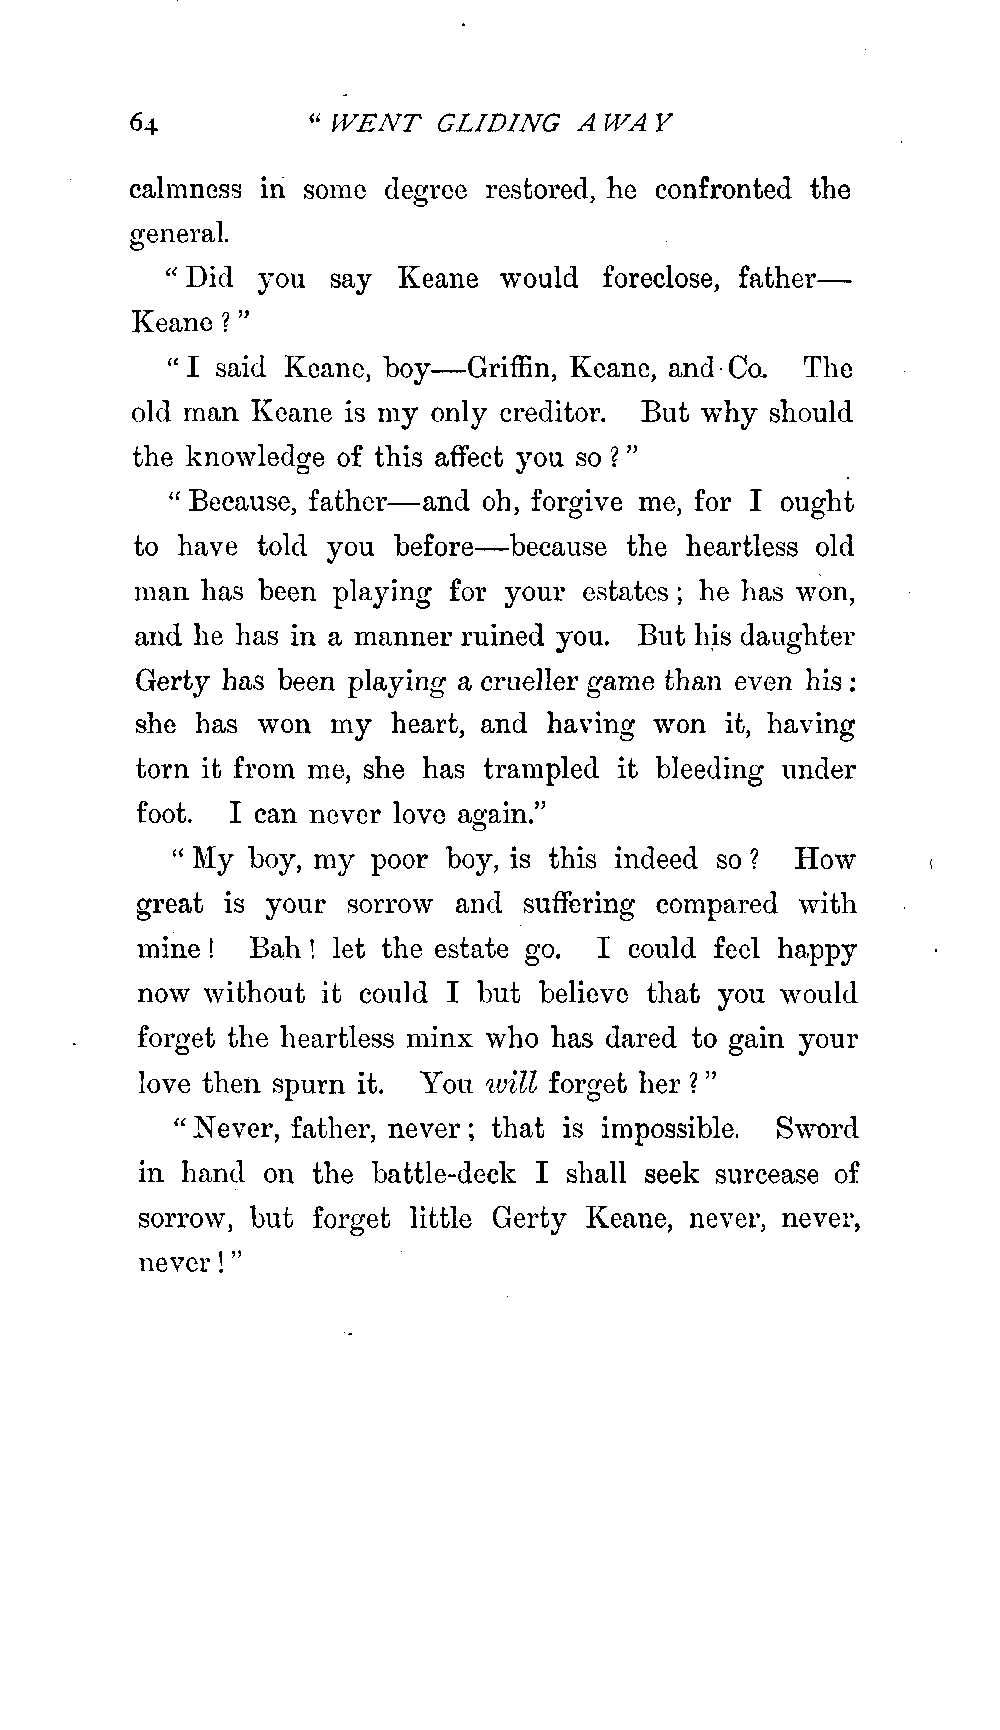 64 “ WENT GLIDING AWAY
calmness in some degree restored, he confronted the
general.
“ Did you say Keane would foreclose, father—
Keane ? ”
“ I said Keane, boy—Griffin, Keane, and Co. The
old man Keane is my only creditor. But why should
the knowledge of this affect you so ? ”
“ Because, father—and oh, forgive me, for I ought
to have told you before—because the heartless old
man has been playing for your estates ; he has won,
and he has in a manner ruined you. But his daughter
Gerty has been playing a crueller game than even his :
she has won my heart, and having won it, having
torn it from me, she has trampled it bleeding under
foot. I can never love again.”
“ My boy, my poor boy, is this indeed so ? How
great is your sorrow and suffering compared with
mine ! Bah ! let the estate go. I could feel happy
now without it could I but believe that you would
forget the heartless minx who has dared to gain your
love then spurn it. You will forget her ? ”
“ Never, father, never ; that is impossible. Sword
in hand on the battle-deck I shall seek surcease of
sorrow, but forget little Gerty Keane, never, never,
never ! ”